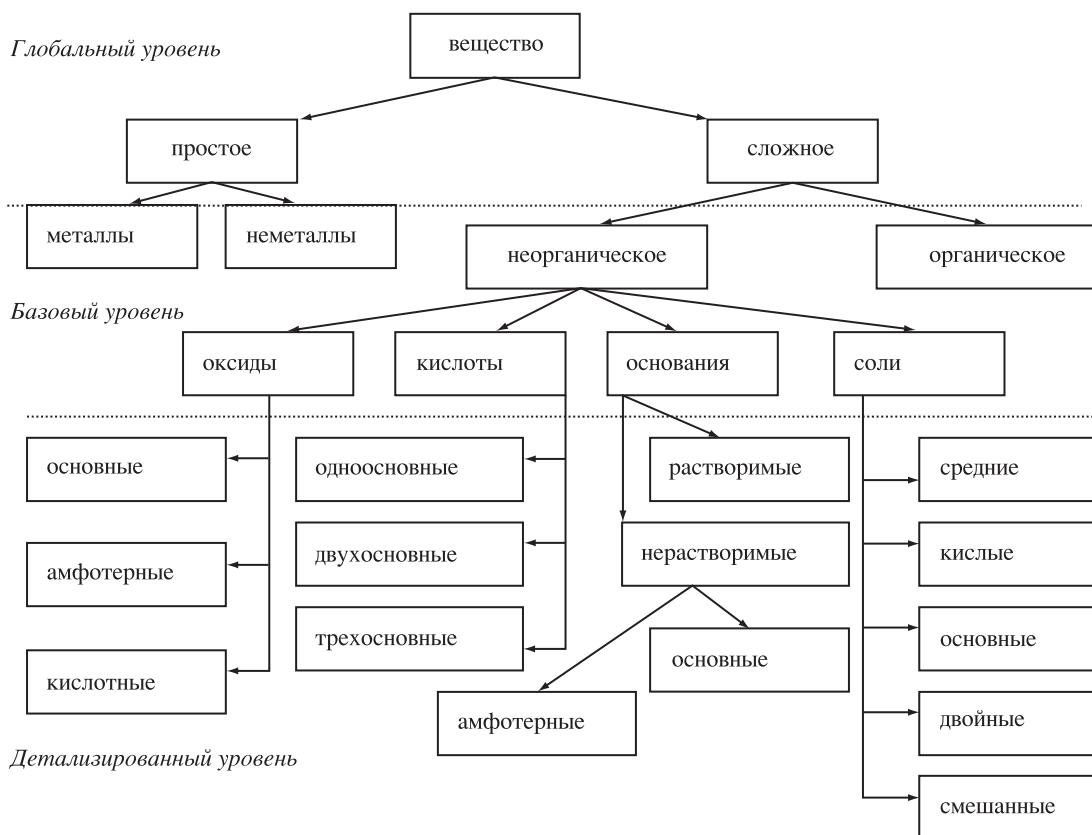 Глобальный уровень
вещество
простое
сложное
металлы
неметаллы
неорганическое
органическое
Базовый уровень
оксиды
кислоты
основания
соли
основные
одноосновные
растворимые
средние
амфотерные
двухосновные
нерастворимые
кислые
кислотные
трехосновные
основные
основные
амфотерные
двойные
Детализированный уровень
смешанные